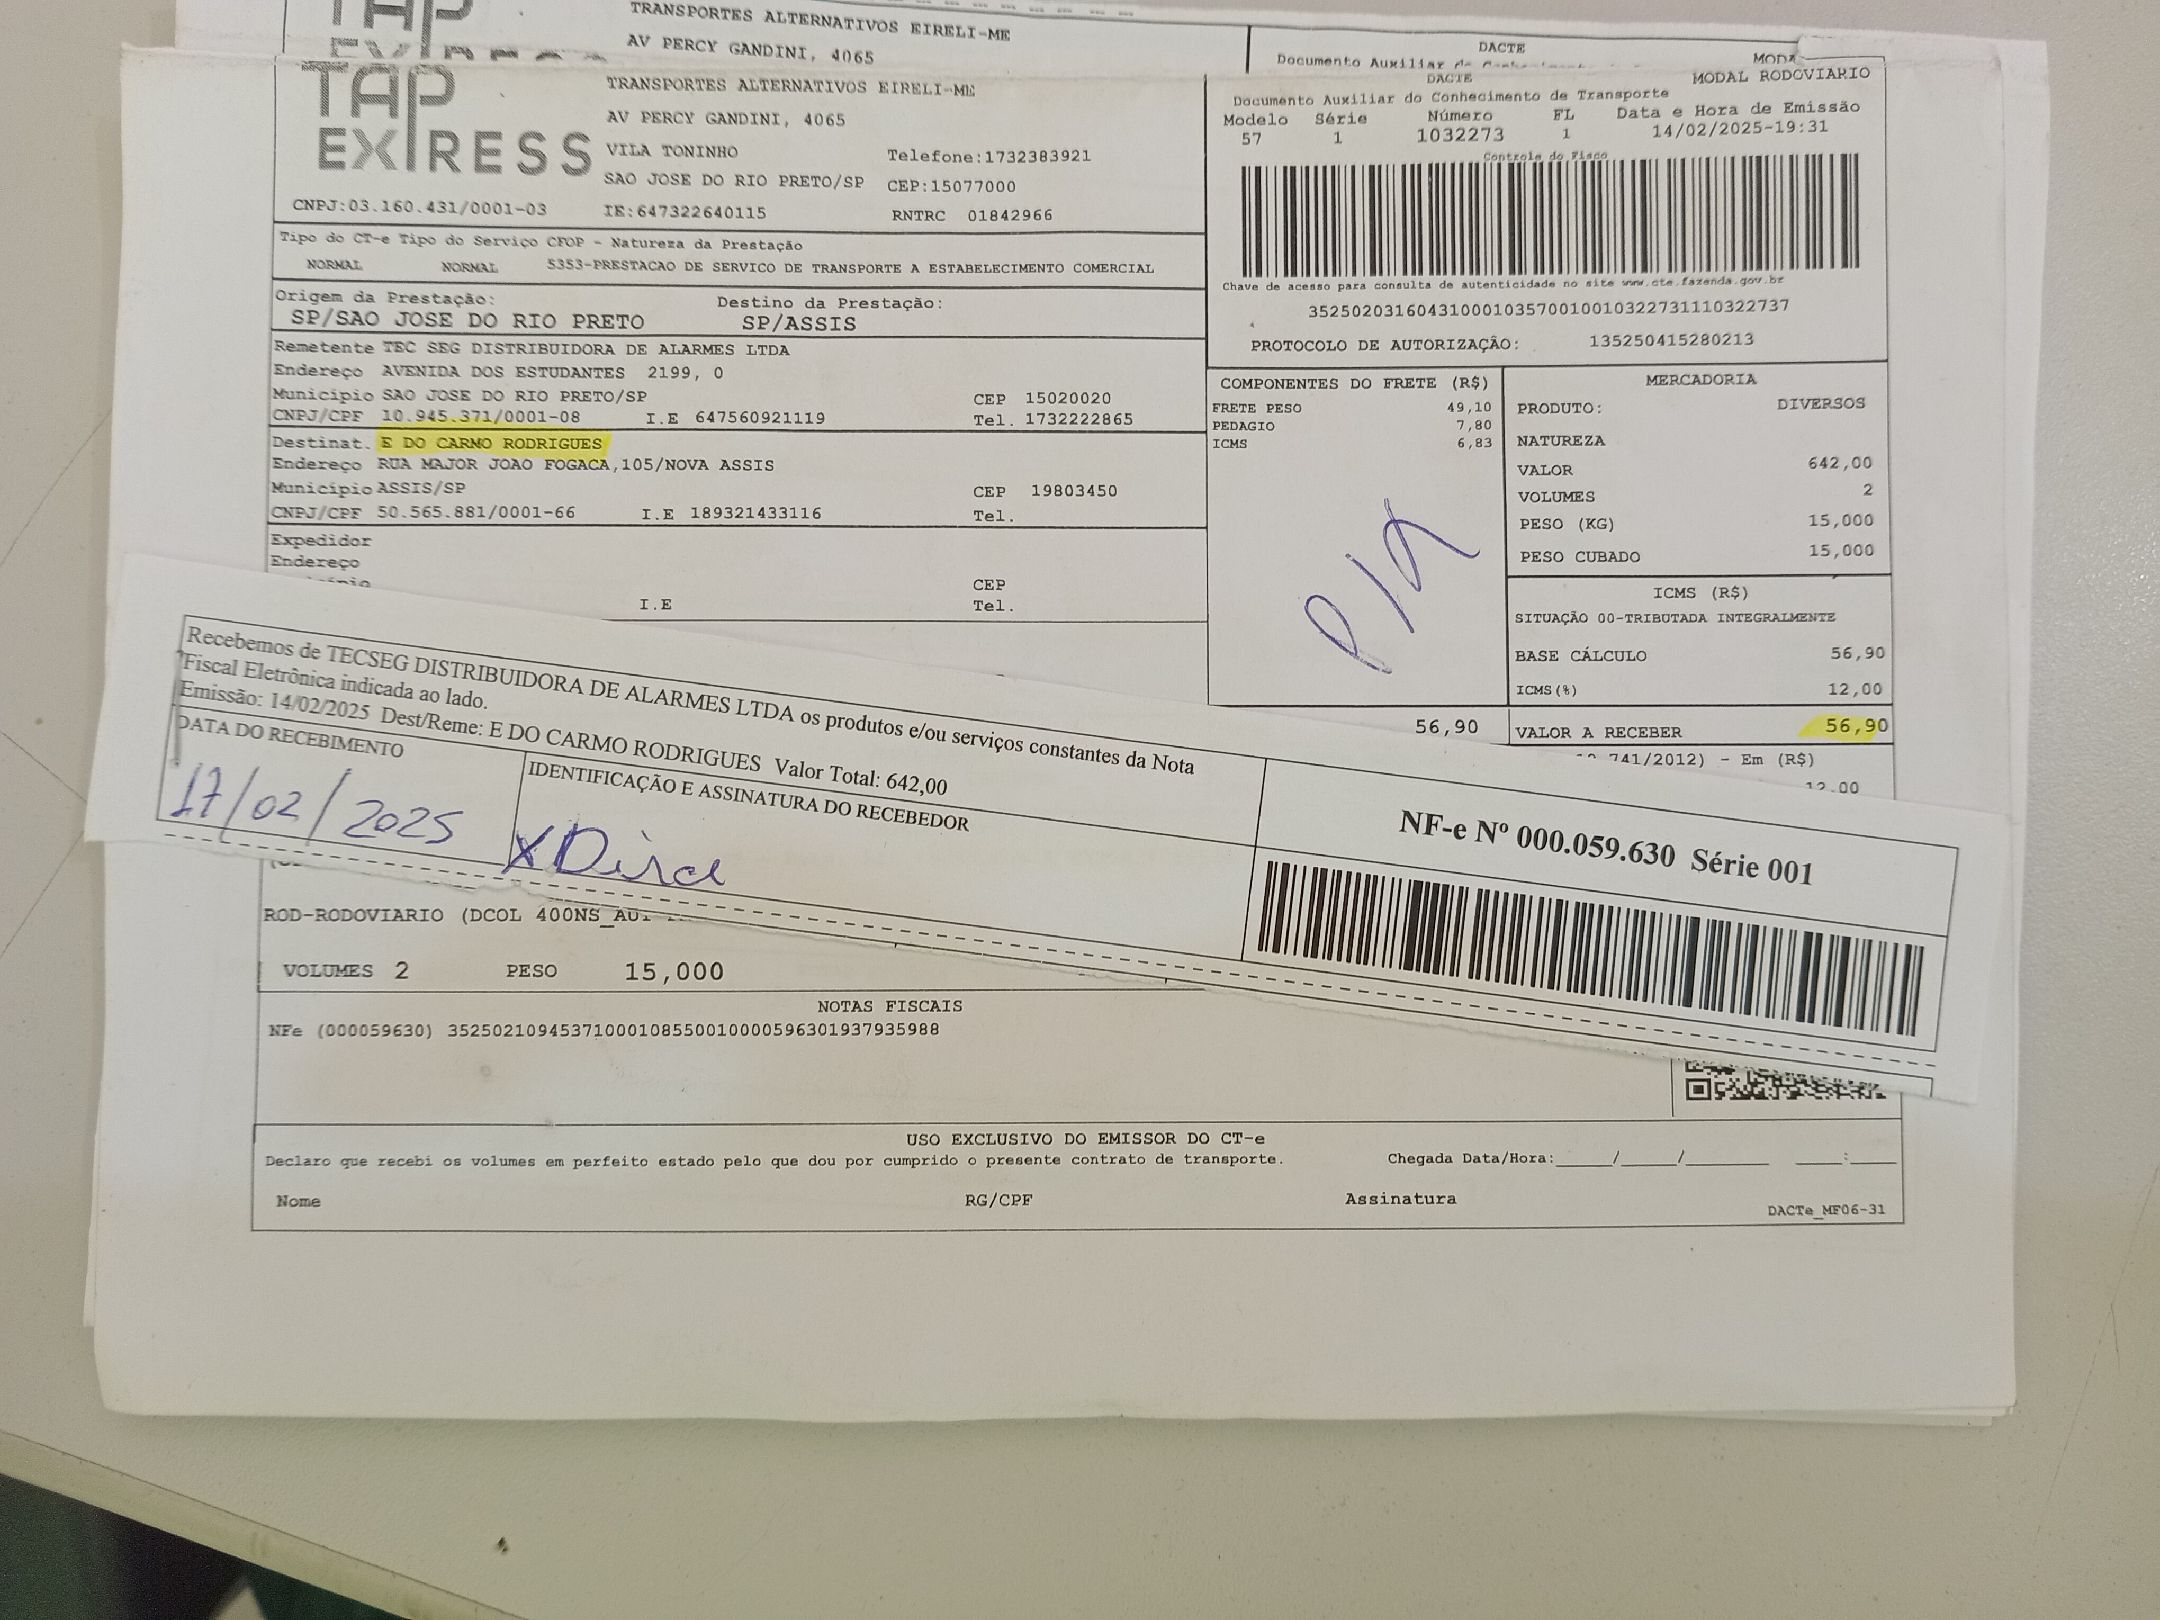 TAP
TRANSPORTES ALTERNATIVOS EIRELI-ME
AV PERCY GANDINI, 4065
DACTE
Documento Auxiliar
TAP
EXPRESS
TRANSPORTES ALTERNATIVOS EIRELI-ME
AV PERCY GANDINI, 4065
VILA TONINHO
Telefone:1732383921
SAO JOSE DO RIO PRETO/SP
CEP:15077000
CNPJ:03.160.431/0001-03
IE:647322640115
RNTRC 01842966
DACTE
MODAL RODOVIARIO
Documento Auxiliar do Conhecimento de Transporte
Modelo Série Número FL Data e Hora de Emissão
57 1 1032273 1 14/02/2025-19:31
Controle do Fisco
Chave de acesso para consulta de autenticidade no site www.cte.fazenda.gov.br
35250203160431000103570010010322731110322737
PROTOCOLO DE AUTORIZAÇÃO: 135250415280213
Tipo do CT-e Tipo do Serviço CFOP - Natureza da Prestação
NORMAL NORMAL 5353-PRESTACAO DE SERVICO DE TRANSPORTE A ESTABELECIMENTO COMERCIAL
Origem da Prestação: Destino da Prestação:
SP/SAO JOSE DO RIO PRETO SP/ASSIS
Remetente TEC SEG DISTRIBUIDORA DE ALARMES LTDA
Endereço AVENIDA DOS ESTUDANTES 2199, 0
Município SAO JOSE DO RIO PRETO/SP CEP 15020020
CNPJ/CPF 10.945.371/0001-08 I.E 647560921119 Tel. 1732222865
Destinat. E DO CARMO RODRIGUES
Endereço RUA MAJOR JOAO FOGACA,105/NOVA ASSIS
Município ASSIS/SP CEP 19803450
CNPJ/CPF 50.565.881/0001-66 I.E 189321433116 Tel.
Expedidor
Endereço
CEP
I.E Tel.
COMPONENTES DO FRETE (R$)
FRETE PESO 49,10
PEDAGIO 7,80
ICMS 6,83
56,90
MERCADORIA
PRODUTO: DIVERSOS
NATUREZA
VALOR 642,00
VOLUMES 2
PESO (KG) 15,000
PESO CUBADO 15,000
ICMS (R$)
SITUAÇÃO 00-TRIBUTADA INTEGRALMENTE
BASE CÁLCULO 56,90
ICMS(%) 12,00
VALOR A RECEBER 56,90
741/2012) - Em (R$)
12.00
Recebemos de TECSEG DISTRIBUIDORA DE ALARMES LTDA os produtos e/ou serviços constantes da Nota
Fiscal Eletrônica indicada ao lado.
Emissão: 14/02/2025 Dest/Reme: E DO CARMO RODRIGUES Valor Total: 642,00
DATA DO RECEBIMENTO
17/02/2025
IDENTIFICAÇÃO E ASSINATURA DO RECEBEDOR
NF-e Nº 000.059.630 Série 001
ROD-RODOVIARIO (DCOL 400NS_AUT
VOLUMES 2 PESO 15,000
NOTAS FISCAIS
NFe (000059630) 35250210945371000108550010000596301937935988
USO EXCLUSIVO DO EMISSOR DO CT-e
Declaro que recebi os volumes em perfeito estado pelo que dou por cumprido o presente contrato de transporte. Chegada Data/Hora:____/____/______ ___:___
Nome RG/CPF Assinatura
DACTe_MF06-31